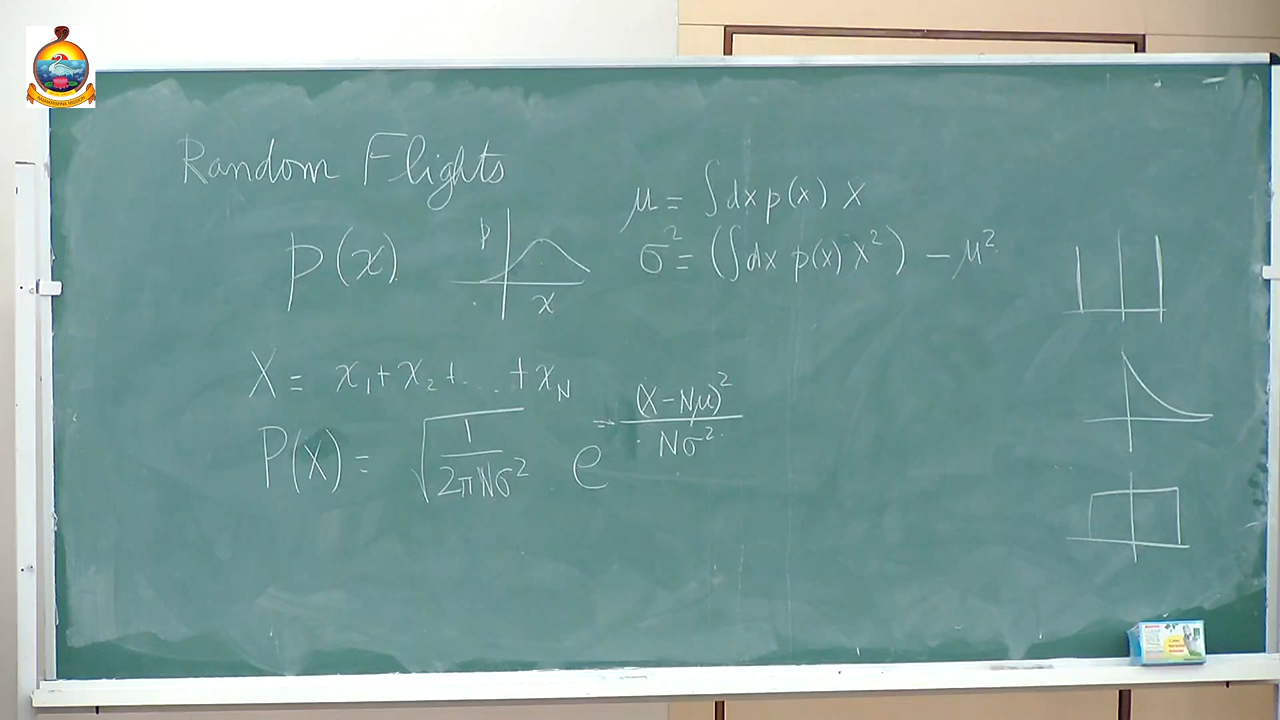 Random Flights
μ = ∫dx p(x) x
p(x)
p
x
σ² = (∫dx p(x) x²) - μ²
X = x₁ + x₂ + ... + x_N
P(X) = √(1/(2πNσ²)) e^(-(X-Nμ)²/(Nσ²))